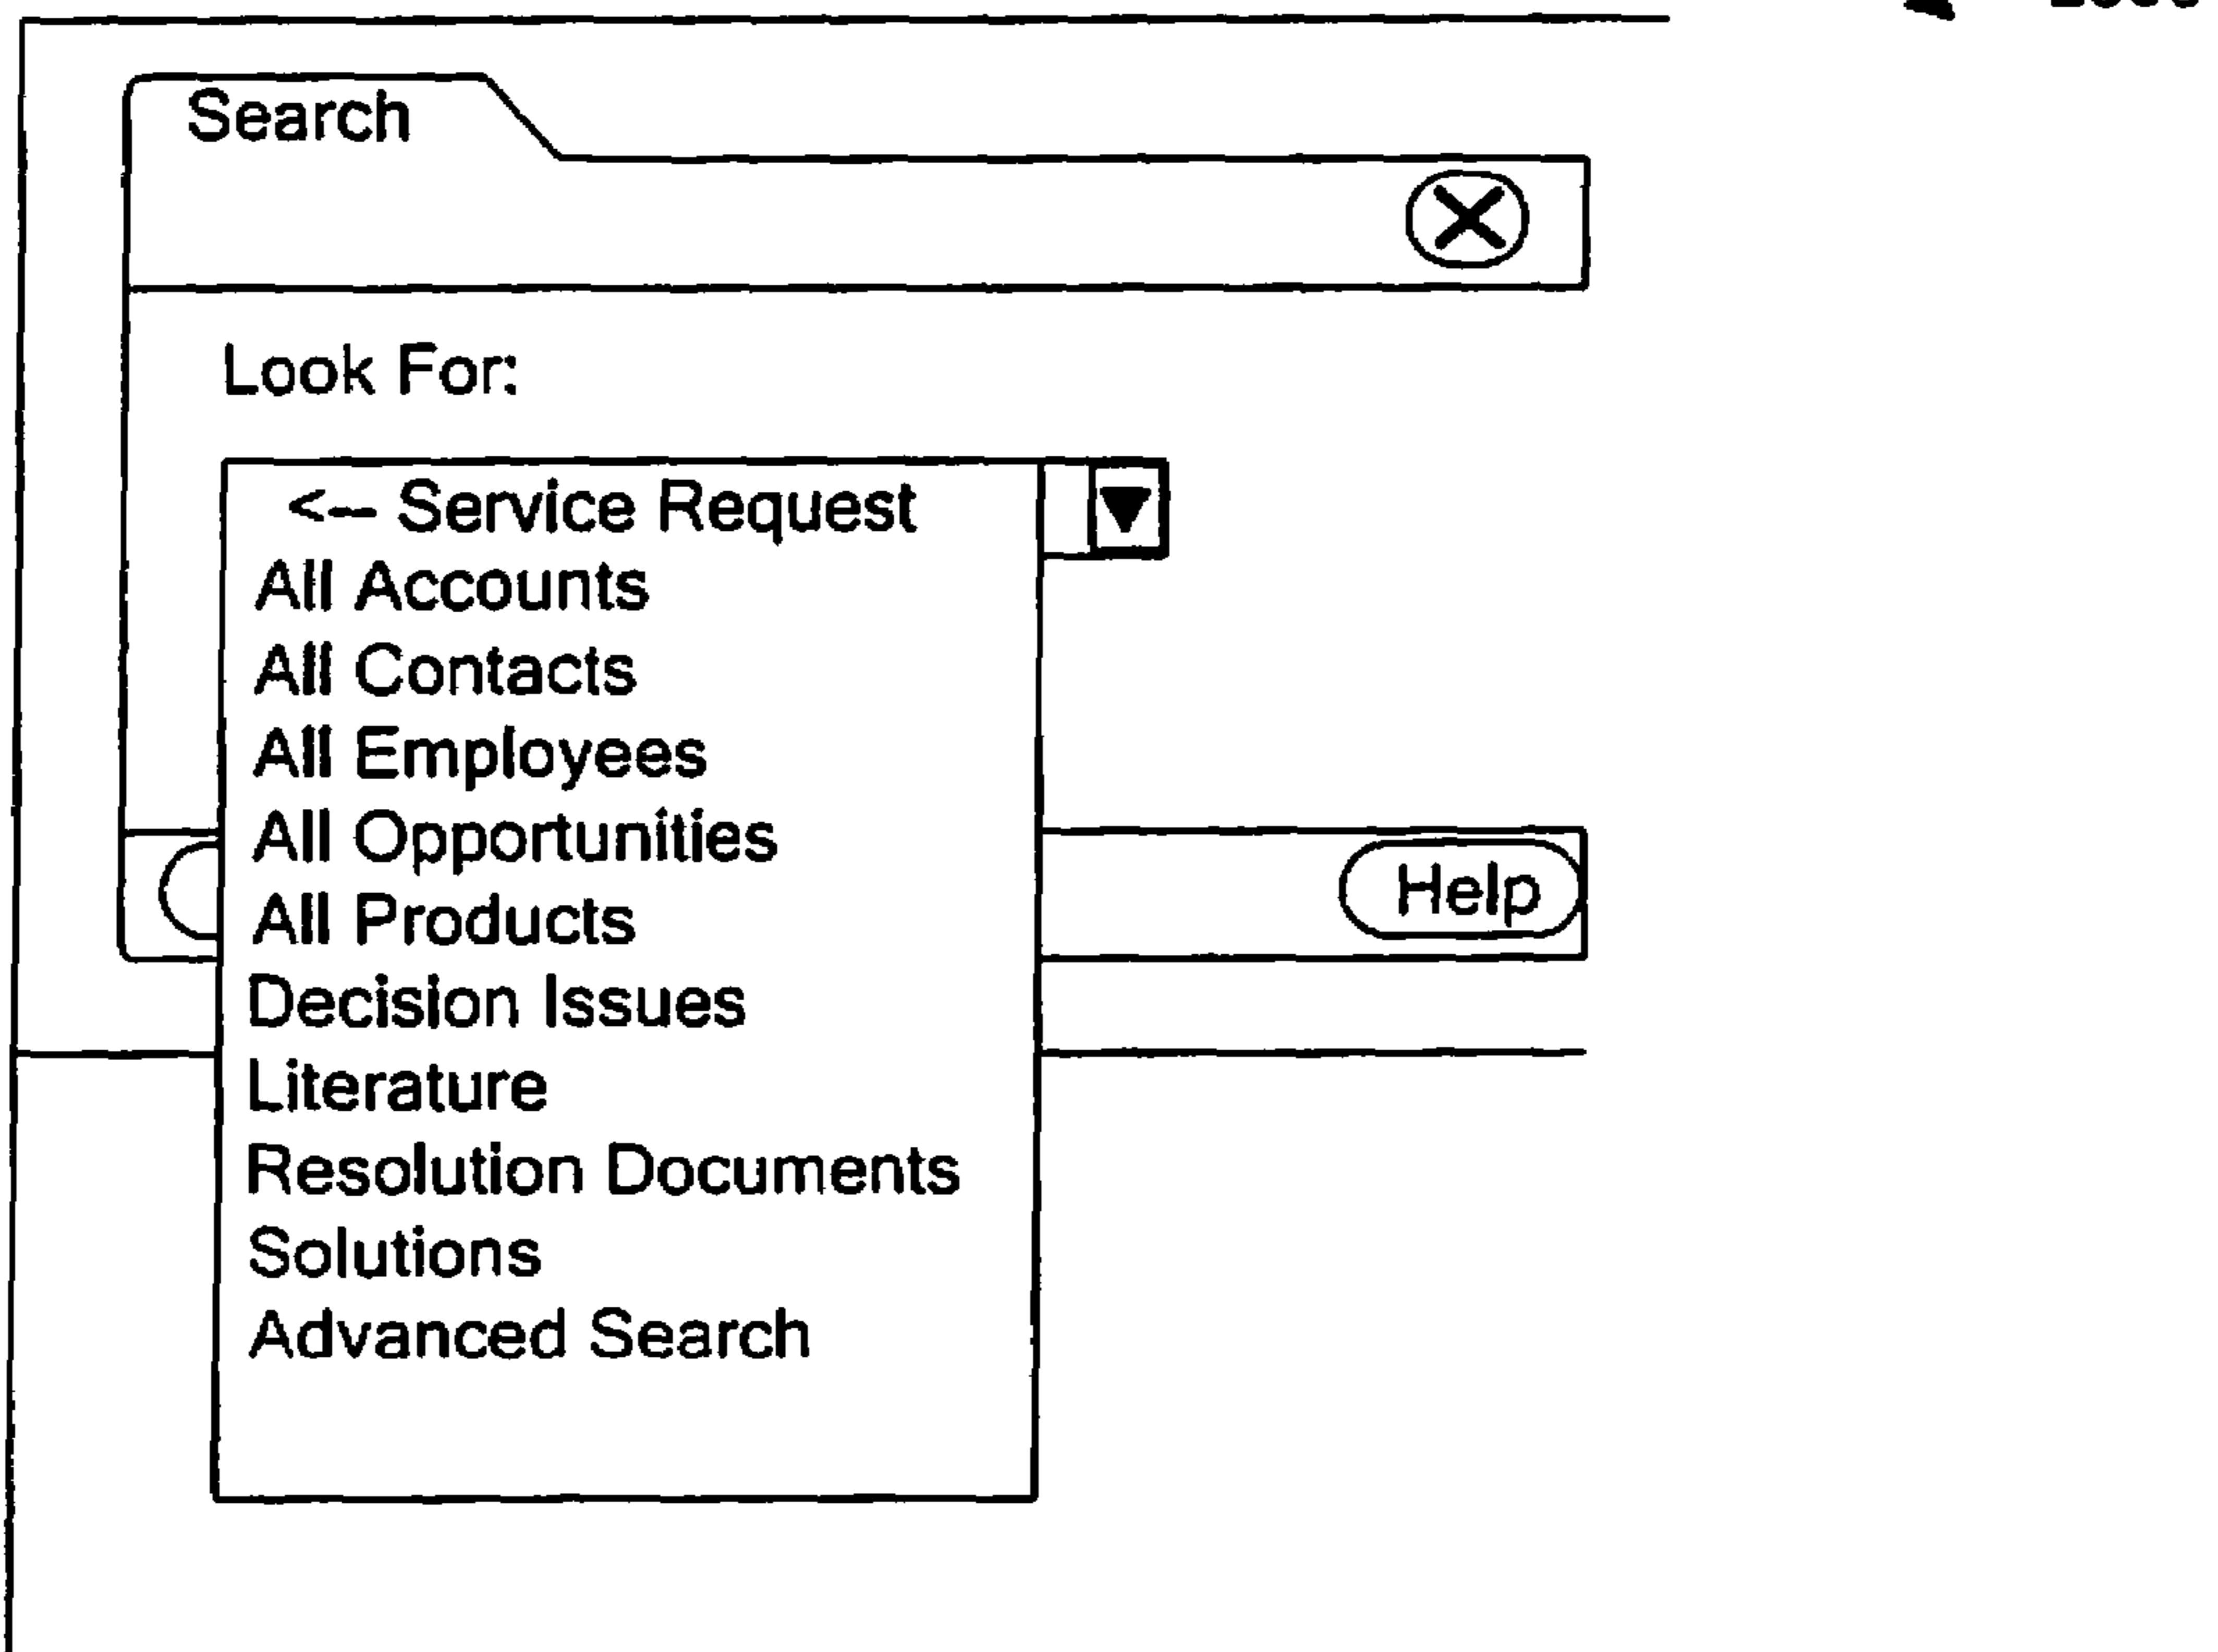 Search
Look For:
<-- Service Request
All Accounts
All Contacts
All Employees
All Opportunities
All Products
Help
Decision Issues
Literature
Resolution Documents
Solutions
Advanced Search